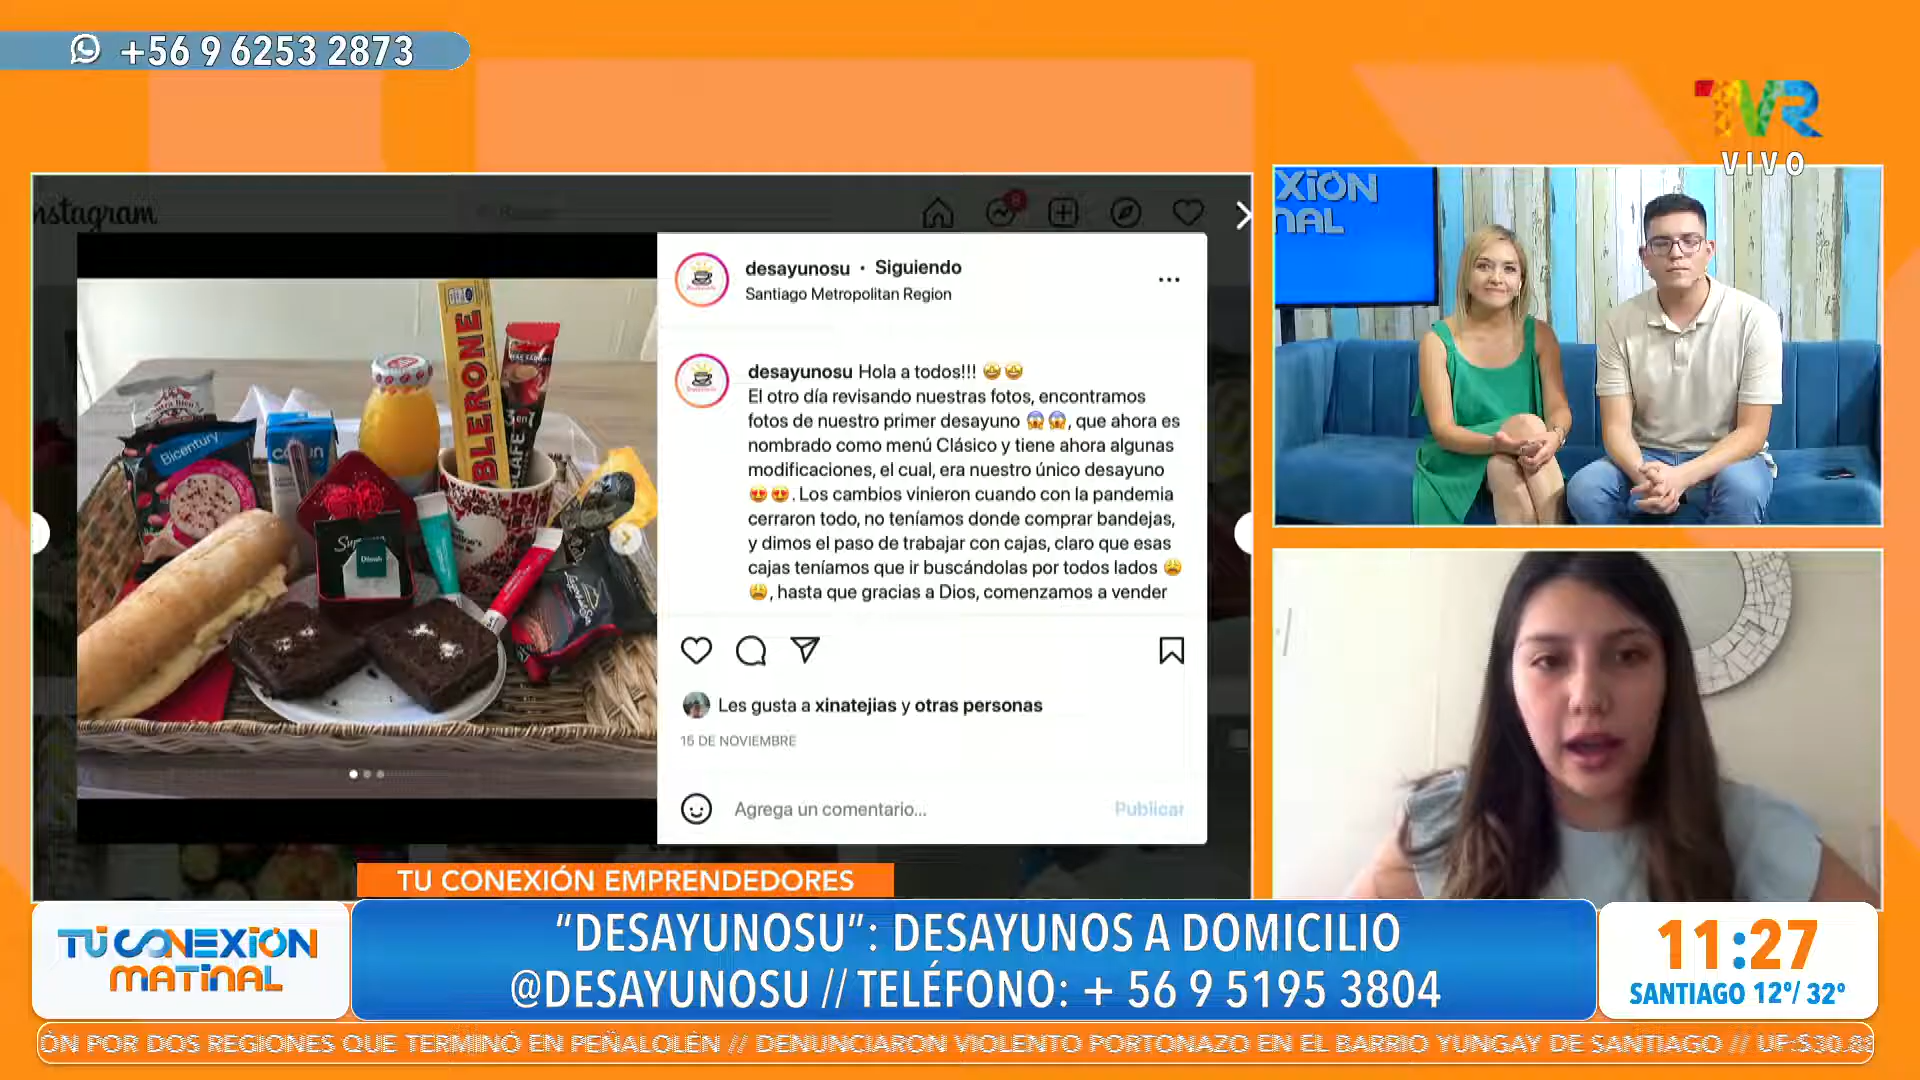 +56 9 6253 2873
TVR
VIVO
XIÓN
NAL
nstagram
8
desayunosu • Siguiendo
Santiago Metropolitan Region
desayunosu Hola a todos!!! 🤩🤩
El otro día revisando nuestras fotos, encontramos
fotos de nuestro primer desayuno 😱😱, que ahora es
nombrado como menú Clásico y tiene ahora algunas
modificaciones, el cual, era nuestro único desayuno
😍😍. Los cambios vinieron cuando con la pandemia
cerraron todo, no teníamos donde comprar bandejas,
y dimos el paso de trabajar con cajas, claro que esas
cajas teníamos que ir buscándolas por todos lados 😩
😩, hasta que gracias a Dios, comenzamos a vender
Les gusta a xinatejias y otras personas
15 DE NOVIEMBRE
Agrega un comentario...
Publicar
Bicentury
BLERONE
TU CONEXIÓN EMPRENDEDORES
TU CONEXIÓN
MATINAL
“DESAYUNOSU”: DESAYUNOS A DOMICILIO
@DESAYUNOSU // TELÉFONO: + 56 9 5195 3804
11:27
SANTIAGO 12°/ 32°
ÓN POR DOS REGIONES QUE TERMINÓ EN PEÑALOLÉN // DENUNCIARON VIOLENTO PORTONAZO EN EL BARRIO YUNGAY DE SANTIAGO // UF:$30.88